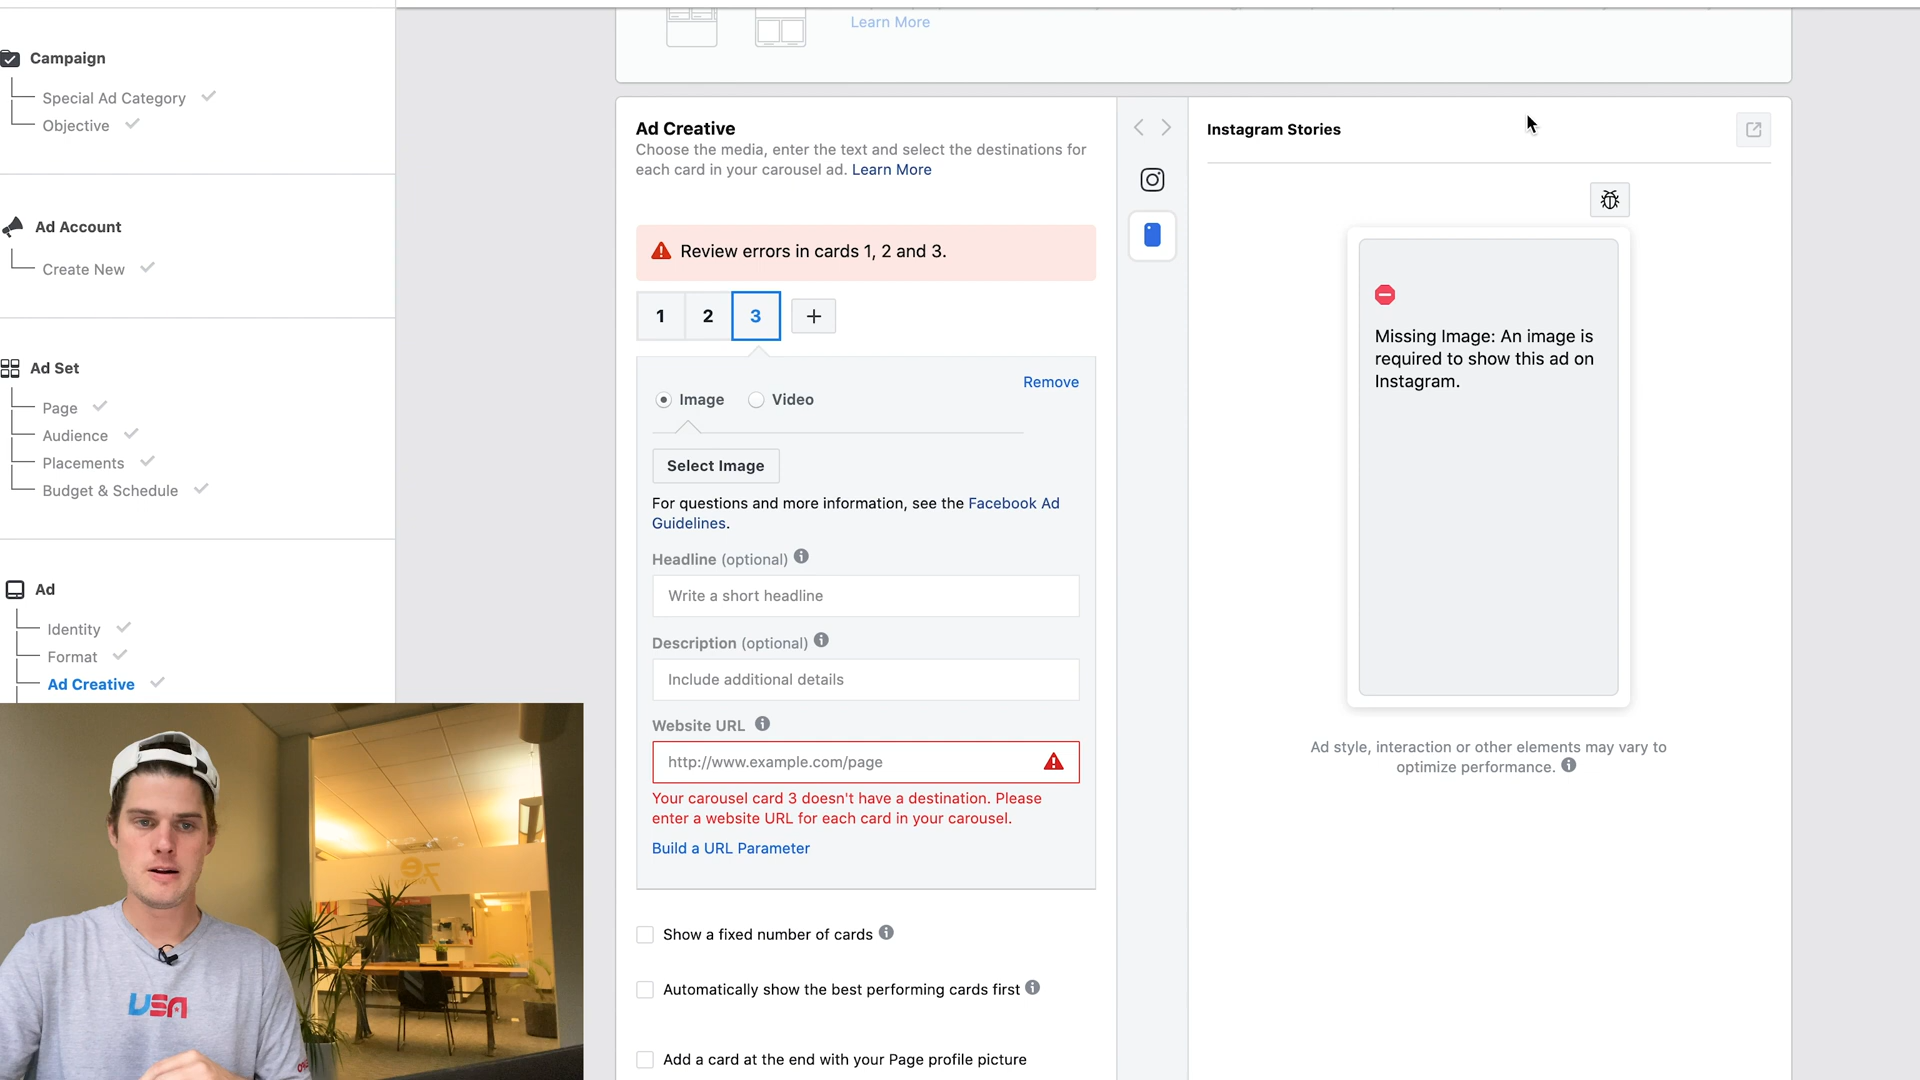 Learn More
Campaign
Special Ad Category
Objective
Ad Account
Create New
Ad Set
Page
Audience
Placements
Budget & Schedule
Ad
Identity
Format
Ad Creative
Ad Creative
Choose the media, enter the text and select the destinations for
each card in your carousel ad. Learn More
Review errors in cards 1, 2 and 3.
1 2 3 +
Remove
Image Video
Select Image
For questions and more information, see the Facebook Ad
Guidelines.
Headline (optional)
Write a short headline
Description (optional)
Include additional details
Website URL
http://www.example.com/page
Your carousel card 3 doesn't have a destination. Please
enter a website URL for each card in your carousel.
Build a URL Parameter
Show a fixed number of cards
Automatically show the best performing cards first
Add a card at the end with your Page profile picture
Instagram Stories
Missing Image: An image is
required to show this ad on
Instagram.
Ad style, interaction or other elements may vary to
optimize performance.
USA